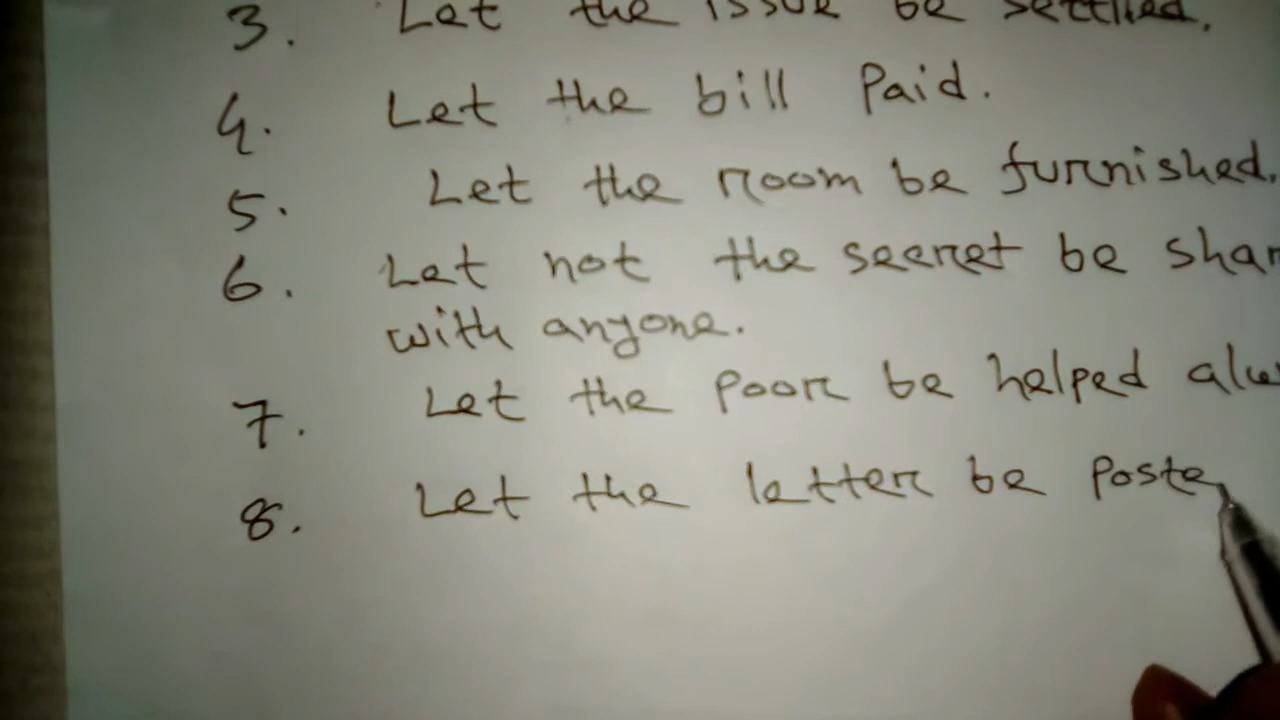 3. Let the issue be settled.
4. Let the bill Paid.
5. Let the room be furnished.
6. Let not the secret be shar
with anyone.
7. Let the poor be helped alw
8. Let the letter be Poste